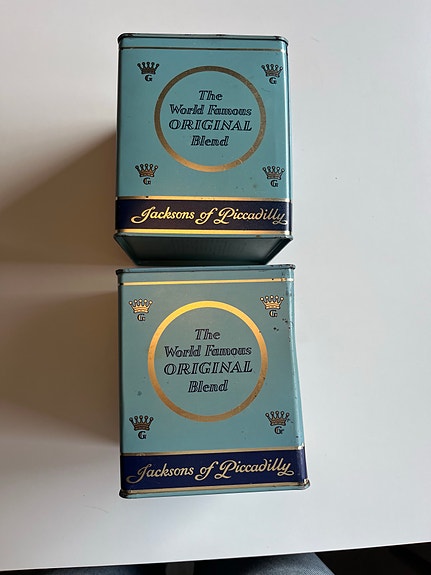 G G
The
World Famous
ORIGINAL
Blend
G G
Jacksons of Piccadilly
G G
The
World Famous
ORIGINAL
Blend
G G
Jacksons of Piccadilly